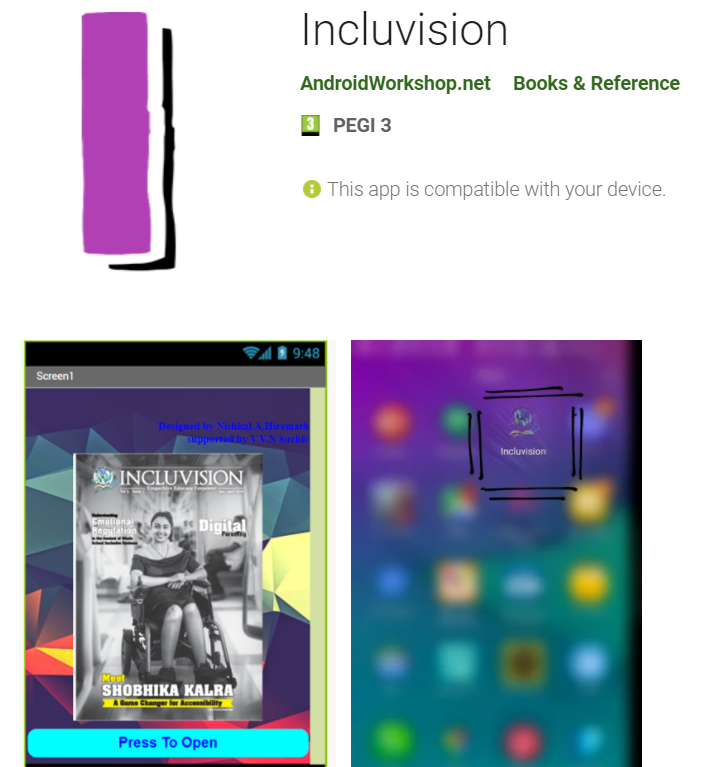 Incluvision
AndroidWorkshop.net Books & Reference
3 PEGI 3
This app is compatible with your device.
9:48
Screen1
Designed by Nishkal.A.Hiremath
supported by V.V.N Suchir
INCLUVISION
Understanding
Emotional
Regulation
Digital
Parenting
Meet
SHOBHIKA KALRA
A Game Changer for Accessibility
Press To Open
Incluvision